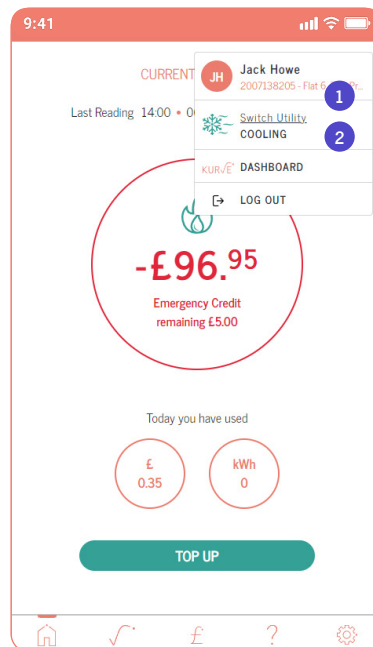 9:41
CURRENT
JH
Jack Howe
2007138205 - Flat 6
Pr...
1
Last Reading 14:00 • 0
Switch Utility
COOLING
2
KURVE DASHBOARD
LOG OUT
-£96.95
Emergency Credit
remaining £5.00
Today you have used
£
0.35
kWh
0
TOP UP
£
?